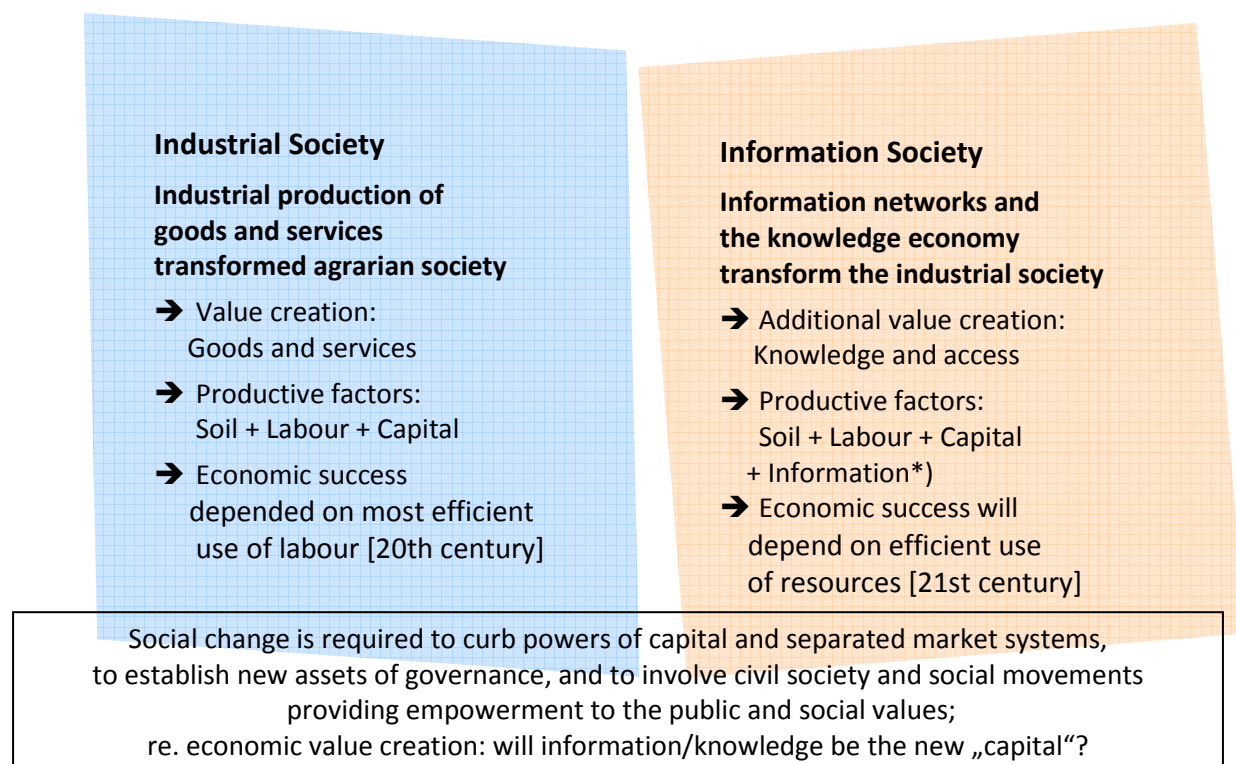 Industrial Society
Industrial production of
goods and services
transformed agrarian society
➔ Value creation:
Goods and services
➔ Productive factors:
Soil + Labour + Capital
➔ Economic success
depended on most efficient
use of labour [20th century]
Information Society
Information networks and
the knowledge economy
transform the industrial society
➔ Additional value creation:
Knowledge and access
➔ Productive factors:
Soil + Labour + Capital
+ Information*)
➔ Economic success will
depend on efficient use
of resources [21st century]
Social change is required to curb powers of capital and separated market systems,
to establish new assets of governance, and to involve civil society and social movements
providing empowerment to the public and social values;
re. economic value creation: will information/knowledge be the new „capital“?